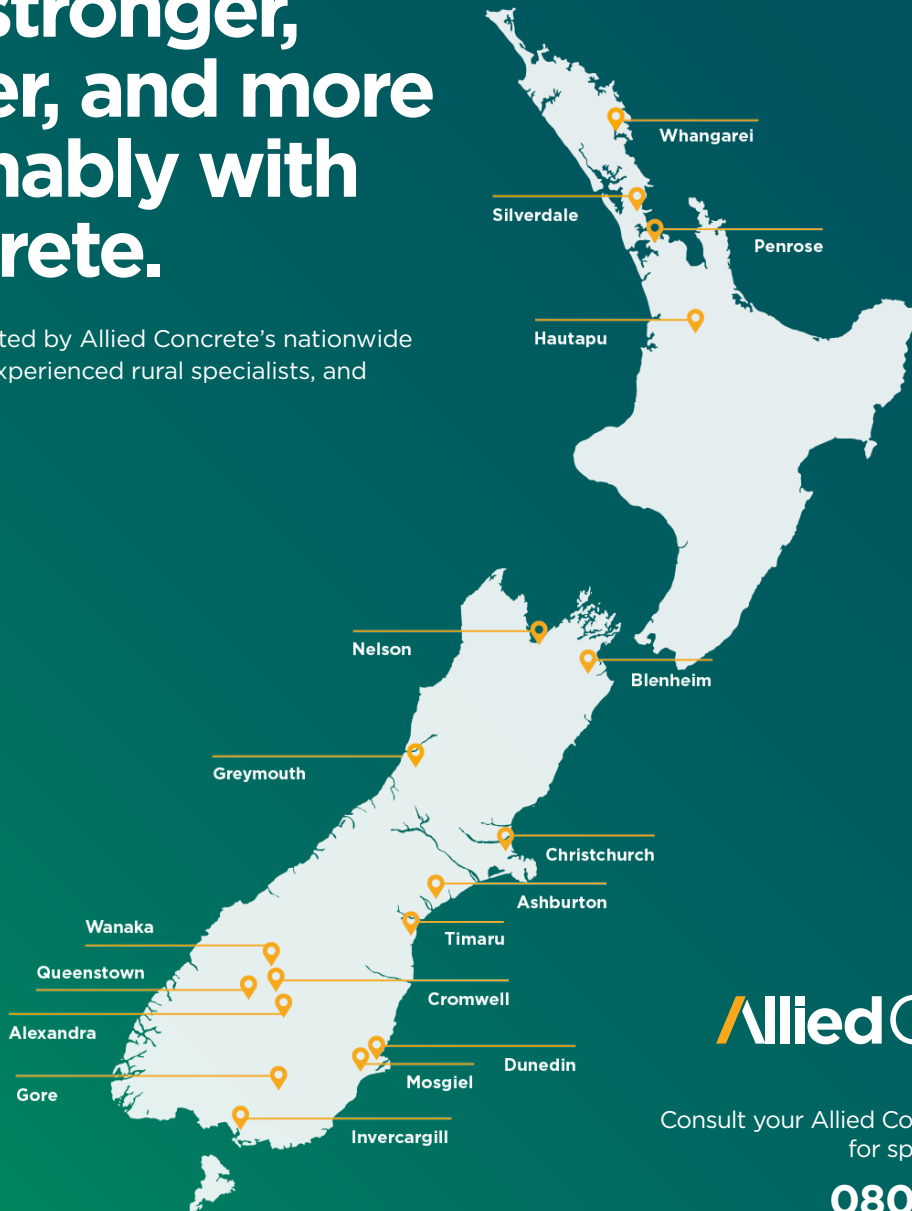 stronger,
er, and more
nably with
rete.
ted by Allied Concrete's nationwide
xperienced rural specialists, and
Whangarei
Silverdale
Penrose
Hautapu
Nelson
Blenheim
Greymouth
Christchurch
Ashburton
Wanaka
Timaru
Queenstown
Cromwell
Alexandra
Dunedin
Mosgiel
Gore
Invercargill
Allied C
Consult your Allied Co
for sp
080